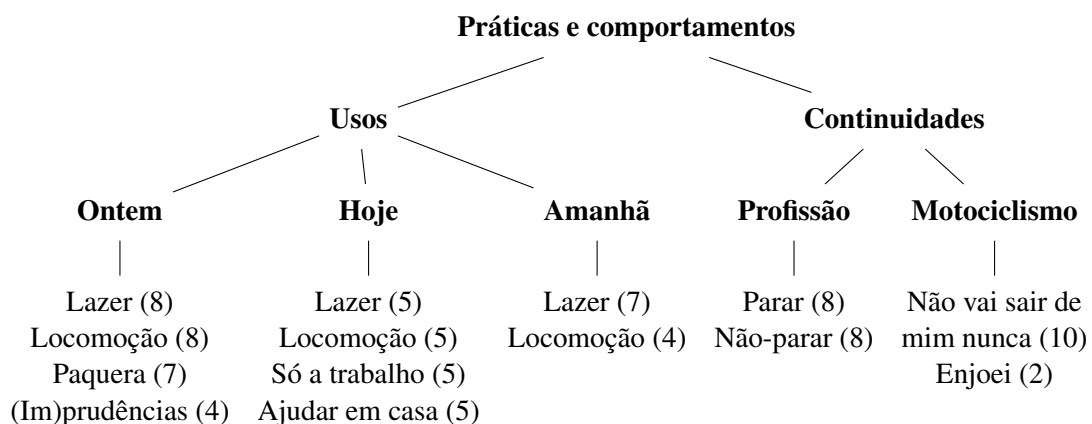 Práticas e comportamentos
Usos
Continuidades
Ontem
Hoje
Amanhã
Profissão
Motociclismo
Lazer (8)
Locomoção (8)
Paquera (7)
(Im)prudências (4)
Lazer (5)
Locomoção (5)
Só a trabalho (5)
Ajudar em casa (5)
Lazer (7)
Locomoção (4)
Parar (8)
Não-parar (8)
Não vai sair de
mim nunca (10)
Enjoei (2)